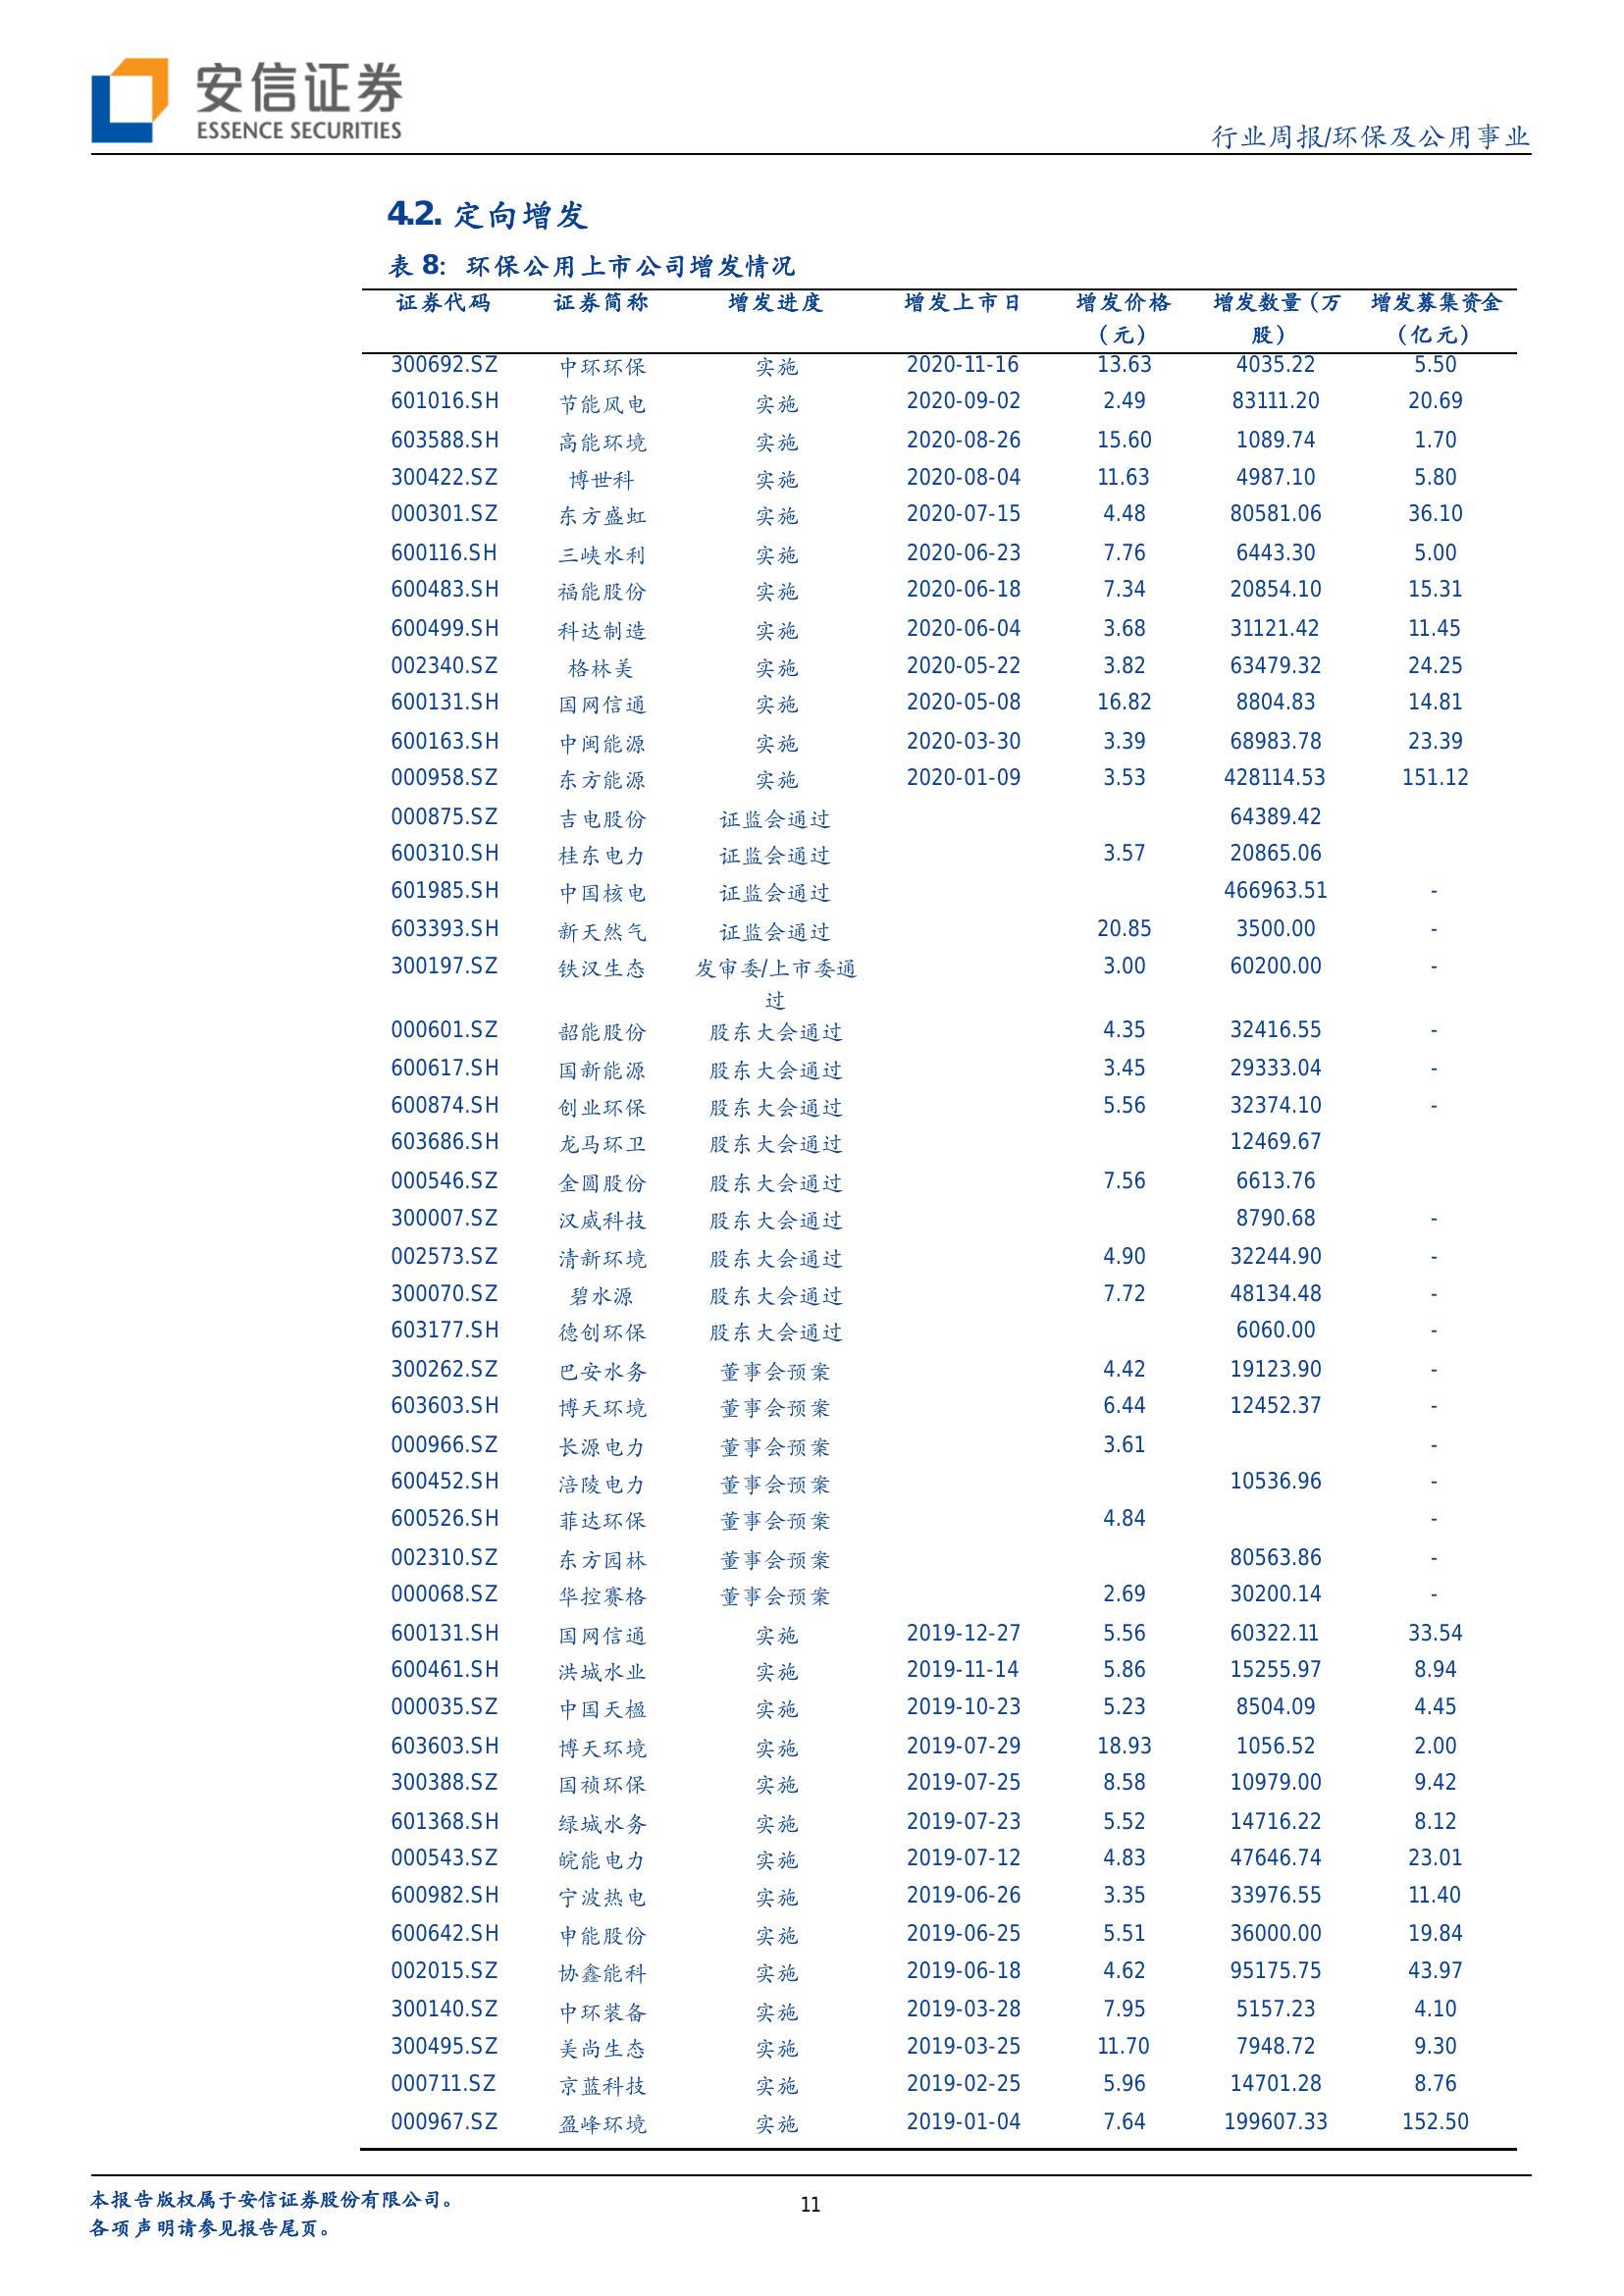 安信证券
ESSENCE SECURITIES
行业周报/环保及公用事业
4.2. 定向增发
表 8: 环保公用上市公司增发情况
证券代码 证券简称 增发进度 增发上市日 增发价格 增发数量（万 增发募集资金
（元） 股） （亿元）
300692.SZ 中环环保 实施 2020-11-16 13.63 4035.22 5.50
601016.SH 节能风电 实施 2020-09-02 2.49 83111.20 20.69
603588.SH 高能环境 实施 2020-08-26 15.60 1089.74 1.70
300422.SZ 博世科 实施 2020-08-04 11.63 4987.10 5.80
000301.SZ 东方盛虹 实施 2020-07-15 4.48 80581.06 36.10
600116.SH 三峡水利 实施 2020-06-23 7.76 6443.30 5.00
600483.SH 福能股份 实施 2020-06-18 7.34 20854.10 15.31
600499.SH 科达制造 实施 2020-06-04 3.68 31121.42 11.45
002340.SZ 格林美 实施 2020-05-22 3.82 63479.32 24.25
600131.SH 国网信通 实施 2020-05-08 16.82 8804.83 14.81
600163.SH 中闽能源 实施 2020-03-30 3.39 68983.78 23.39
000958.SZ 东方能源 实施 2020-01-09 3.53 428114.53 151.12
000875.SZ 吉电股份 证监会通过 64389.42
600310.SH 桂东电力 证监会通过 3.57 20865.06
601985.SH 中国核电 证监会通过 466963.51 -
603393.SH 新天然气 证监会通过 20.85 3500.00 -
300197.SZ 铁汉生态 发审委/上市委通 3.00 60200.00 -
过
000601.SZ 韶能股份 股东大会通过 4.35 32416.55 -
600617.SH 国新能源 股东大会通过 3.45 29333.04 -
600874.SH 创业环保 股东大会通过 5.56 32374.10 -
603686.SH 龙马环卫 股东大会通过 12469.67
000546.SZ 金圆股份 股东大会通过 7.56 6613.76
300007.SZ 汉威科技 股东大会通过 8790.68 -
002573.SZ 清新环境 股东大会通过 4.90 32244.90 -
300070.SZ 碧水源 股东大会通过 7.72 48134.48 -
603177.SH 德创环保 股东大会通过 6060.00 -
300262.SZ 巴安水务 董事会预案 4.42 19123.90 -
603603.SH 博天环境 董事会预案 6.44 12452.37 -
000966.SZ 长源电力 董事会预案 3.61 -
600452.SH 涪陵电力 董事会预案 10536.96 -
600526.SH 菲达环保 董事会预案 4.84 -
002310.SZ 东方园林 董事会预案 80563.86 -
000068.SZ 华控赛格 董事会预案 2.69 30200.14 -
600131.SH 国网信通 实施 2019-12-27 5.56 60322.11 33.54
600461.SH 洪城水业 实施 2019-11-14 5.86 15255.97 8.94
000035.SZ 中国天楹 实施 2019-10-23 5.23 8504.09 4.45
603603.SH 博天环境 实施 2019-07-29 18.93 1056.52 2.00
300388.SZ 国祯环保 实施 2019-07-25 8.58 10979.00 9.42
601368.SH 绿城水务 实施 2019-07-23 5.52 14716.22 8.12
000543.SZ 皖能电力 实施 2019-07-12 4.83 47646.74 23.01
600982.SH 宁波热电 实施 2019-06-26 3.35 33976.55 11.40
600642.SH 申能股份 实施 2019-06-25 5.51 36000.00 19.84
002015.SZ 协鑫能科 实施 2019-06-18 4.62 95175.75 43.97
300140.SZ 中环装备 实施 2019-03-28 7.95 5157.23 4.10
300495.SZ 美尚生态 实施 2019-03-25 11.70 7948.72 9.30
000711.SZ 京蓝科技 实施 2019-02-25 5.96 14701.28 8.76
000967.SZ 盈峰环境 实施 2019-01-04 7.64 199607.33 152.50
本报告版权属于安信证券股份有限公司。
各项声明请参见报告尾页。
11